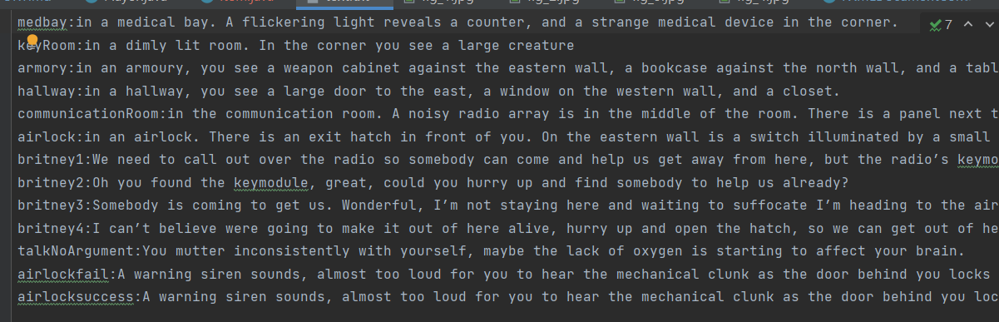 medbay:in a medical bay. A flickering light reveals a counter, and a strange medical device in the corner.
7
keyRoom:in a dimly lit room. In the corner you see a large creature
armory:in an armoury, you see a weapon cabinet against the eastern wall, a bookcase against the north wall, and a tabl
hallway:in a hallway, you see a large door to the east, a window on the western wall, and a closet.
communicationRoom:in the communication room. A noisy radio array is in the middle of the room. There is a panel next t
airlock:in an airlock. There is an exit hatch in front of you. On the eastern wall is a switch illuminated by a small
britney1:We need to call out over the radio so somebody can come and help us get away from here, but the radio’s keymo
britney2:Oh you found the keymodule, great, could you hurry up and find somebody to help us already?
britney3:Somebody is coming to get us. Wonderful, I’m not staying here and waiting to suffocate I’m heading to the air
britney4:I can’t believe were going to make it out of here alive, hurry up and open the hatch, so we can get out of he
talkNoArgument:You mutter inconsistently with yourself, maybe the lack of oxygen is starting to affect your brain.
airlockfail:A warning siren sounds, almost too loud for you to hear the mechanical clunk as the door behind you locks
airlocksuccess:A warning siren sounds, almost too loud for you to hear the mechanical clunk as the door behind you loc